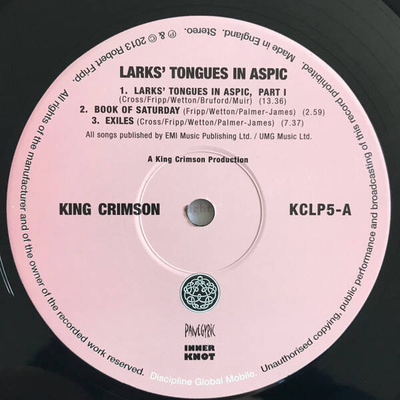 LARKS' TONGUES IN ASPIC
1. LARKS' TONGUES IN ASPIC, PART I
(Cross/Fripp/Wetton/Bruford/Muir) (13.36)
2. BOOK OF SATURDAY (Fripp/Wetton/Palmer-James) (2.59)
3. EXILES (Cross/Fripp/Wetton/Palmer-James) (7.37)
All songs published by EMI Music Publishing Ltd. / UMG Music Ltd.
A King Crimson Production
KING CRIMSON
KCLP5-A
PANEGYRIC
INNER
KNOT
℗ & © 2013 Robert Fripp. All rights of the manufacturer and of the owner of the recorded work reserved. Unauthorised copying, public performance and broadcasting of this record prohibited. Made in England. Stereo.
Discipline Global Mobile.